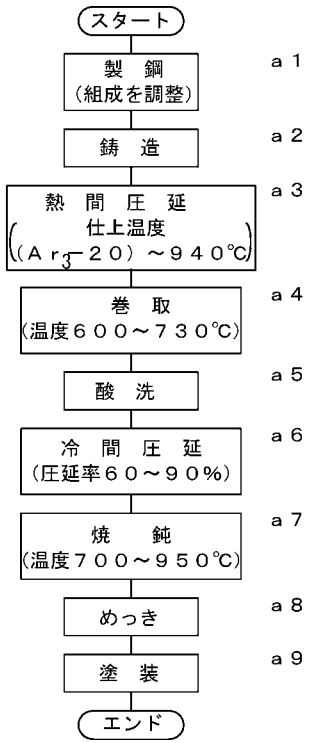 スタート
製鋼 a1
(組成を調整)
鋳造 a2
熱間圧延 a3
仕上温度
((Ar3−20)~940℃)
巻取 a4
(温度600~730℃)
酸洗 a5
冷間圧延 a6
(圧延率60~90%)
焼鈍 a7
(温度700~950℃)
めっき a8
塗装 a9
エンド